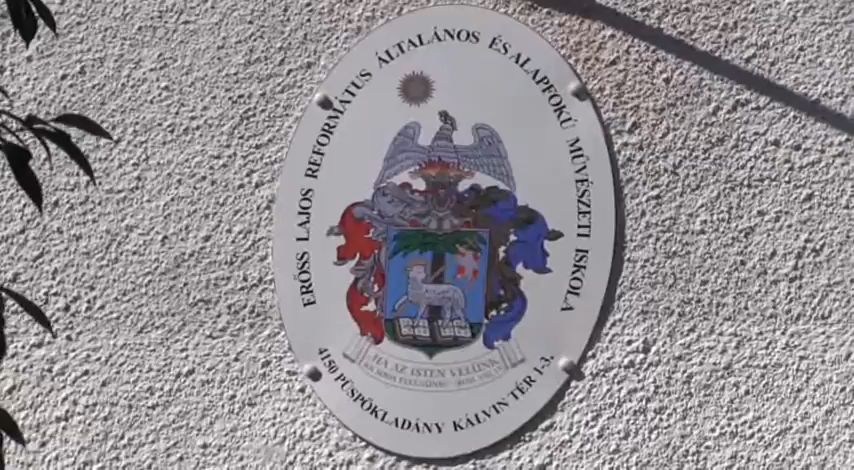 ERŐSS LAJOS REFORMÁTUS ÁLTALÁNOS ÉS ALAPFOKÚ MŰVÉSZETI ISKOLA
HA AZ ISTEN VELÜNK
4150 PÜSPÖKLADÁNY KÁLVIN TÉR 1-3.